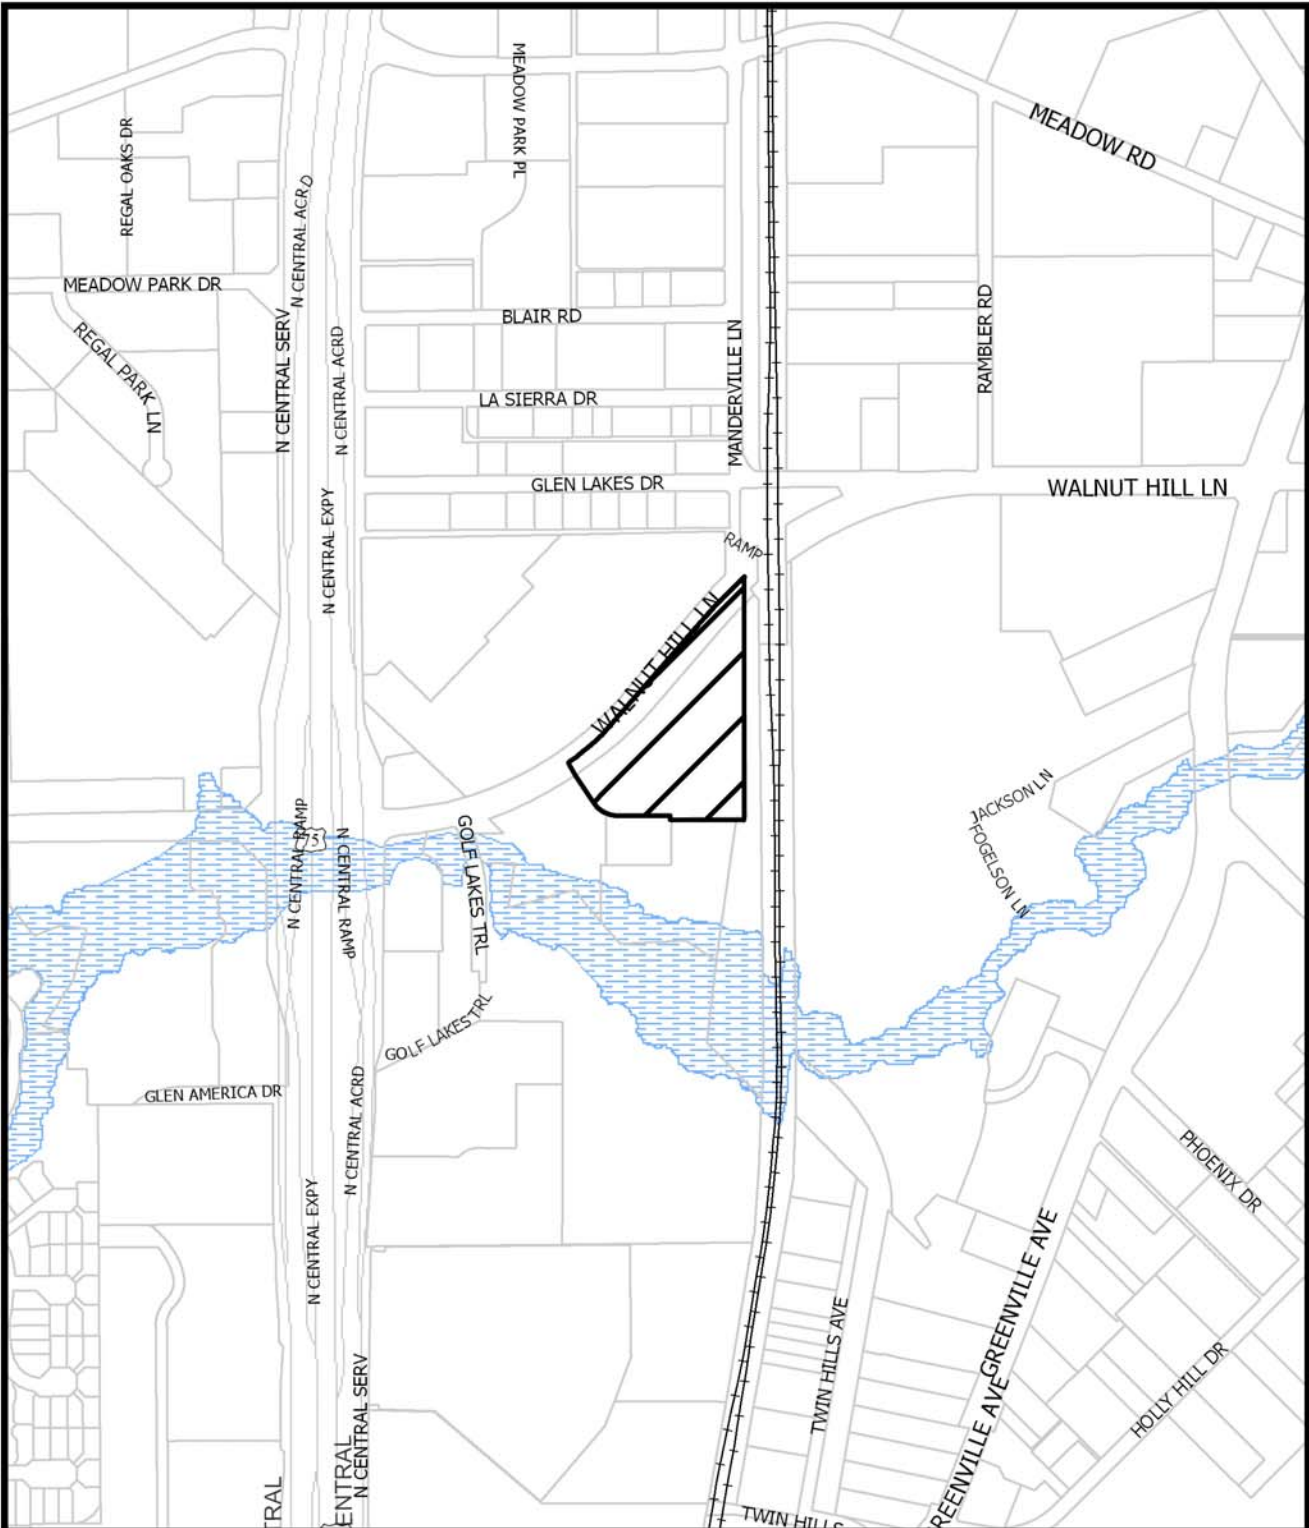 MEADOW PARK PL
MEADOW RD
REGAL OAKS DR
N CENTRAL ACRD
MEADOW PARK DR
BLAIR RD
RAMBLER RD
N CENTRAL SERV
N CENTRAL ACRD
MANDERVILLE LN
REGAL PARK LN
LA SIERRA DR
GLEN LAKES DR
WALNUT HILL LN
N CENTRAL EXPY
RAMP
WALNUT HILL LN
JACKSON LN
N CENTRAL RAMP
75
N CENTRAL RAMP
GOLF LAKES TRL
FOGELSON LN
GOLF LAKES TRL
GLEN AMERICA DR
N CENTRAL ACRD
PHOENIX DR
N CENTRAL EXPY
GREENVILLE AVE
TWIN HILLS AVE
HOLLY HILL DR
N CENTRAL SERV
REENVILLE AVE
ENTRAL
TRAL
TWIN HILLS